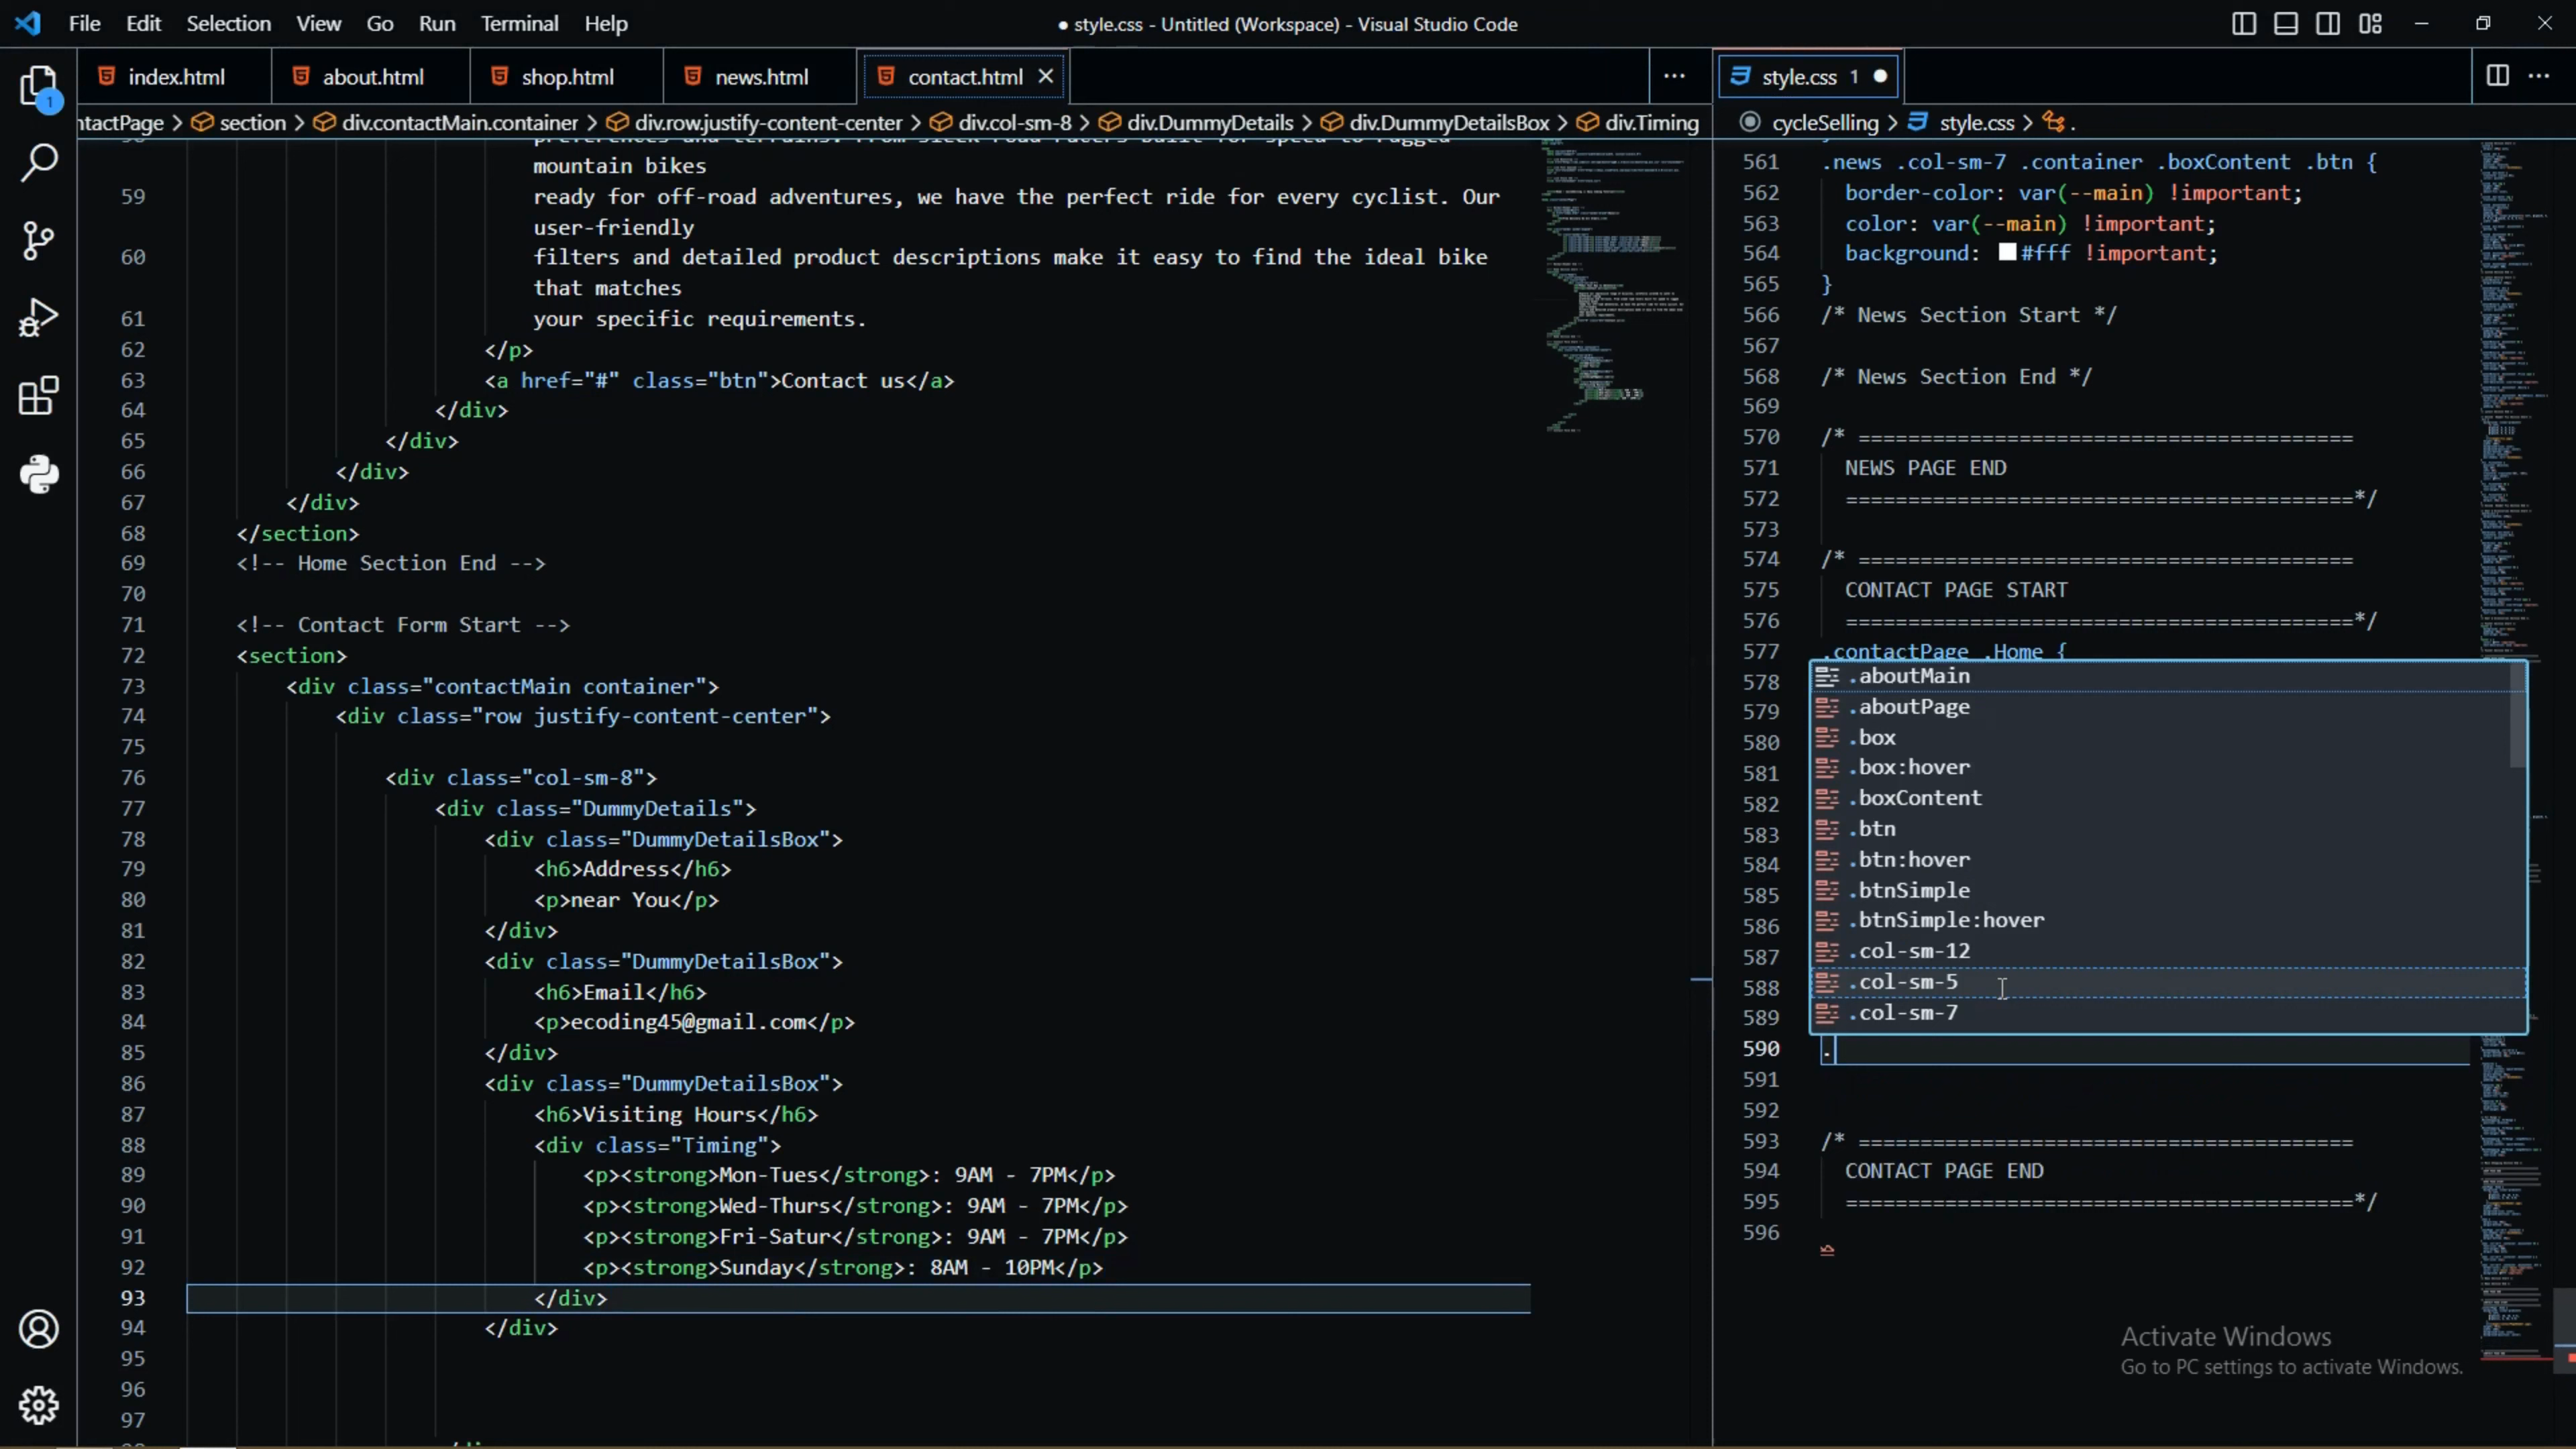 File Edit Selection View Go Run Terminal Help
● style.css - Untitled (Workspace) - Visual Studio Code
index.html about.html shop.html news.html contact.html
style.css 1
ntactPage > section > div.contactMain.container > div.row.justify-content-center > div.col-sm-8 > div.DummyDetails > div.DummyDetailsBox > div.Timing
cycleSelling > style.css > .
1
mountain bikes
59 ready for off-road adventures, we have the perfect ride for every cyclist. Our
user-friendly
60 filters and detailed product descriptions make it easy to find the ideal bike
that matches
61 your specific requirements.
62 </p>
63 <a href="#" class="btn">Contact us</a>
64 </div>
65 </div>
66 </div>
67 </div>
68 </section>
69 <!-- Home Section End -->
70
71 <!-- Contact Form Start -->
72 <section>
73 <div class="contactMain container">
74 <div class="row justify-content-center">
75
76 <div class="col-sm-8">
77 <div class="DummyDetails">
78 <div class="DummyDetailsBox">
79 <h6>Address</h6>
80 <p>near You</p>
81 </div>
82 <div class="DummyDetailsBox">
83 <h6>Email</h6>
84 <p>ecoding45@gmail.com</p>
85 </div>
86 <div class="DummyDetailsBox">
87 <h6>Visiting Hours</h6>
88 <div class="Timing">
89 <p><strong>Mon-Tues</strong>: 9AM - 7PM</p>
90 <p><strong>Wed-Thurs</strong>: 9AM - 7PM</p>
91 <p><strong>Fri-Satur</strong>: 9AM - 7PM</p>
92 <p><strong>Sunday</strong>: 8AM - 10PM</p>
93 </div>
94 </div>
95
96
97
561 .news .col-sm-7 .container .boxContent .btn {
562 border-color: var(--main) !important;
563 color: var(--main) !important;
564 background: #fff !important;
565 }
566 /* News Section Start */
567
568 /* News Section End */
569
570 /* ========================================
571 NEWS PAGE END
572 =========================================*/
573
574 /* ========================================
575 CONTACT PAGE START
576 =========================================*/
577 .contactPage .Home {
578 .aboutMain
579 .aboutPage
580 .box
581 .box:hover
582 .boxContent
583 .btn
584 .btn:hover
585 .btnSimple
586 .btnSimple:hover
587 .col-sm-12
588 .col-sm-5
589 .col-sm-7
590 .
591
592
593 /* ========================================
594 CONTACT PAGE END
595 =========================================*/
596
Activate Windows
Go to PC settings to activate Windows.